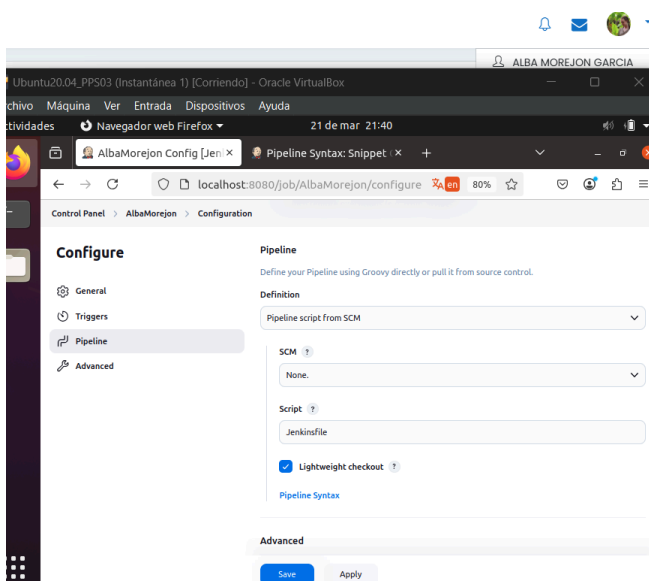 ALBA MOREJON GARCIA
Ubuntu20.04_PPS03 (Instantánea 1) [Corriendo] - Oracle VirtualBox
rchivo Máquina Ver Entrada Dispositivos Ayuda
ctividades Navegador web Firefox 21 de mar 21:40
AlbaMorejon Config [Jen Pipeline Syntax: Snippet
localhost:8080/job/AlbaMorejon/configure en 80%
Control Panel > AlbaMorejon > Configuration
Configure
General
Triggers
Pipeline
Advanced
Pipeline
Define your Pipeline using Groovy directly or pull it from source control.
Definition
Pipeline script from SCM
SCM ?
None.
Script ?
Jenkinsfile
Lightweight checkout ?
Pipeline Syntax
Advanced
Save Apply